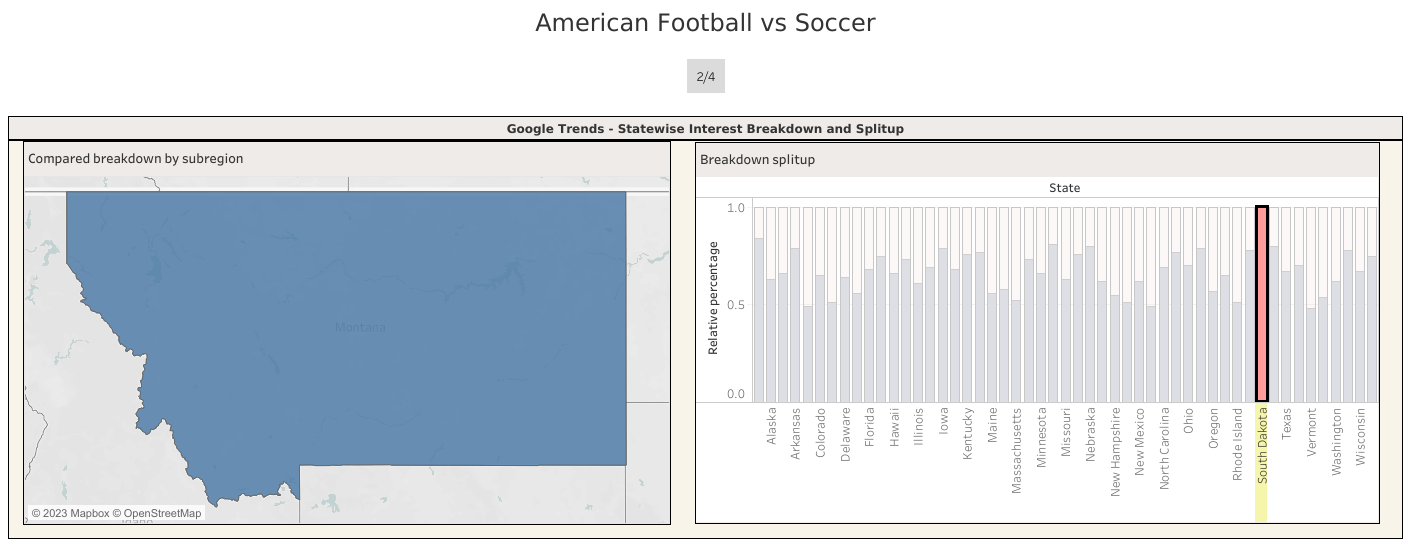 American Football vs Soccer
2/4
Google Trends - Statewise Interest Breakdown and Splitup
Compared breakdown by subregion
Montana
© 2023 Mapbox © OpenStreetMap
Breakdown splitup
State
Relative percentage
1.0
0.5
0.0
Alaska
Arkansas
Colorado
Delaware
Florida
Hawaii
Illinois
Iowa
Kentucky
Maine
Massachusetts
Minnesota
Missouri
Nebraska
New Hampshire
New Mexico
North Carolina
Ohio
Oregon
Rhode Island
South Dakota
Texas
Vermont
Washington
Wisconsin